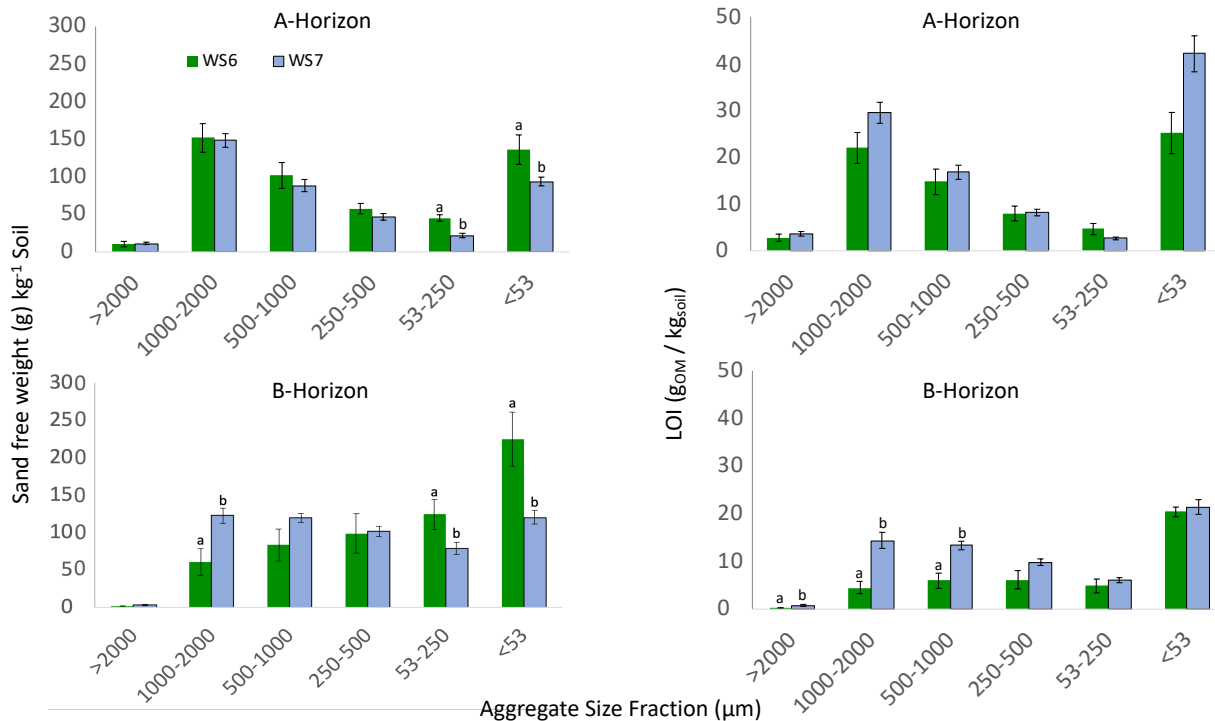 A-Horizon
Sand free weight (g) kg⁻¹ Soil
300
250
200
150
100
50
0
WS6
WS7
a
b
a
b
>2000
1000-2000
500-1000
250-500
53-250
<53
B-Horizon
300
250
200
150
100
50
0
a
b
a
b
a
b
>2000
1000-2000
500-1000
250-500
53-250
<53
A-Horizon
LOI (gOM / kgsoil)
50
40
30
20
10
0
>2000
1000-2000
500-1000
250-500
53-250
<53
B-Horizon
50
40
30
20
10
0
a
b
a
b
a
b
>2000
1000-2000
500-1000
250-500
53-250
<53
Aggregate Size Fraction (µm)